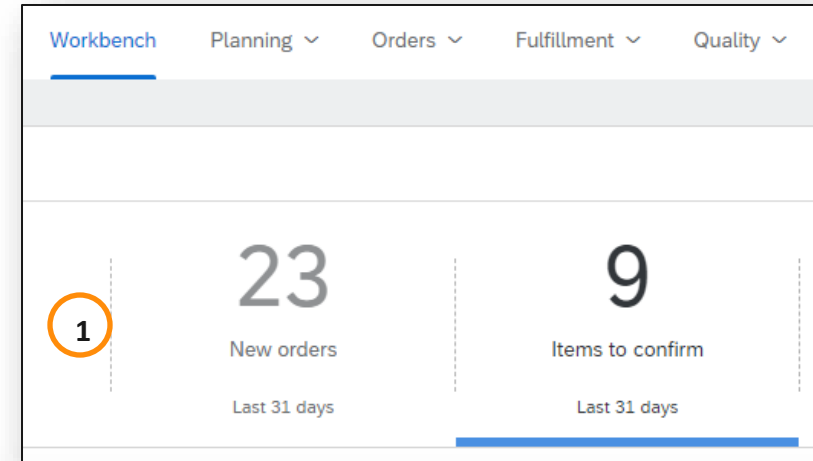 Workbench Planning Orders Fulfillment Quality
23 9
1
New orders Items to confirm
Last 31 days Last 31 days